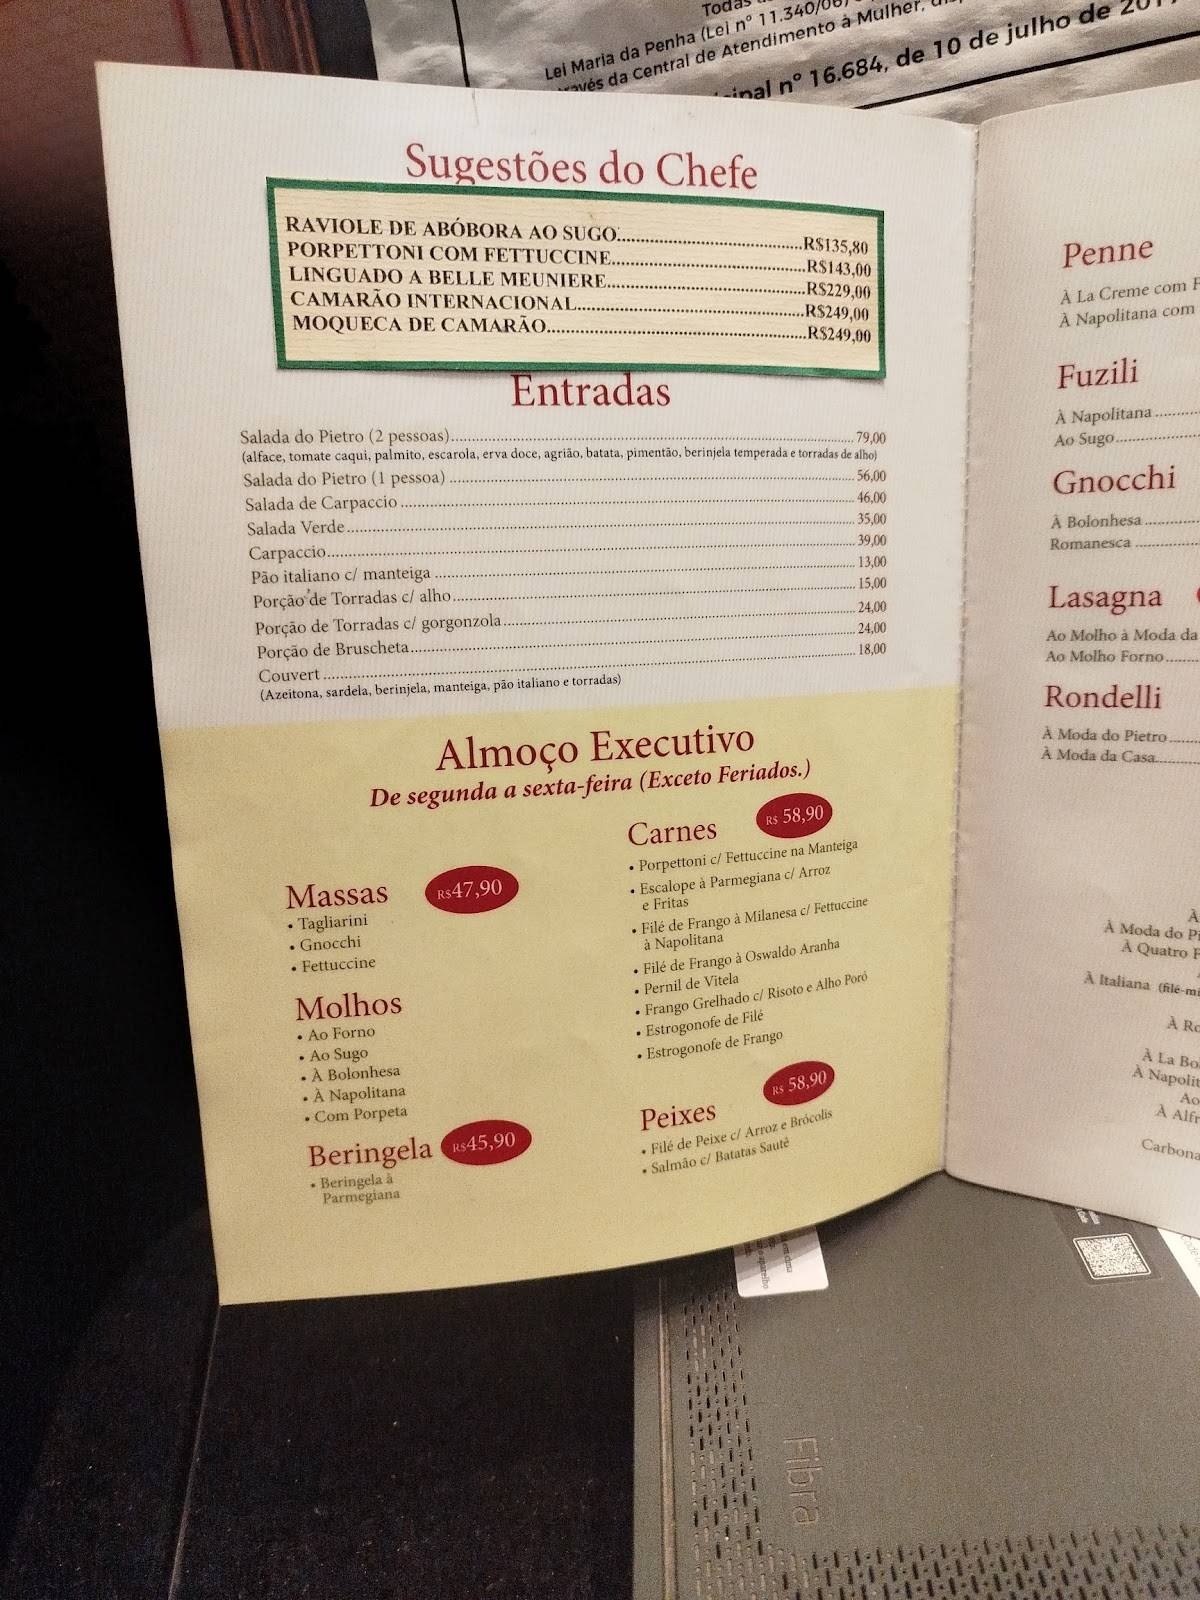 Todas
Lei Maria da Penha (Lei nº 11.340/06)
través da Central de Atendimento à Mulher,
nº 16.684, de 10 de julho de
Sugestões do Chefe
RAVIOLE DE ABÓBORA AO SUGO R$135,80
PORPETTONI COM FETTUCCINE R$143,00
LINGUADO A BELLE MEUNIERE R$229,00
CAMARÃO INTERNACIONAL R$249,00
MOQUECA DE CAMARÃO R$249,00
Entradas
Salada do Pietro (2 pessoas) 79,00
(alface, tomate caqui, palmito, escarola, erva doce, agrião, batata, pimentão, berinjela temperada e torradas de alho)
Salada do Pietro (1 pessoa) 56,00
Salada de Carpaccio 46,00
Salada Verde 35,00
Carpaccio 39,00
Pão italiano c/ manteiga 13,00
Porção de Torradas c/ alho 15,00
Porção de Torradas c/ gorgonzola 24,00
Porção de Bruscheta 24,00
Couvert 18,00
(Azeitona, sardela, berinjela, manteiga, pão italiano e torradas)
Almoço Executivo
De segunda a sexta-feira (Exceto Feriados.)
Massas R$47,90
• Tagliarini
• Gnocchi
• Fettuccine
Molhos
• Ao Forno
• Ao Sugo
• À Bolonhesa
• À Napolitana
• Com Porpeta
Beringela R$45,90
• Beringela à
Parmegiana
Carnes R$ 58,90
• Porpettoni c/ Fettuccine na Manteiga
• Escalope à Parmegiana c/ Arroz
e Fritas
• Filé de Frango à Milanesa c/ Fettuccine
à Napolitana
• Filé de Frango à Oswaldo Aranha
• Pernil de Vitela
• Frango Grelhado c/ Risoto e Alho Poró
• Estrogonofe de Filé
• Estrogonofe de Frango
Peixes R$ 58,90
• Filé de Peixe c/ Arroz e Brócolis
• Salmão c/ Batatas Sautê
Penne
À La Creme com
À Napolitana com
Fuzili
À Napolitana
Ao Sugo
Gnocchi
À Bolonhesa
Romanesca
Lasagna
Ao Molho à Moda da
Ao Molho Forno
Rondelli
À Moda do Pietro
À Moda da Casa
À
À Moda do
À Quatro
À Italiana
À
À La
À
Ao
À
Fibra